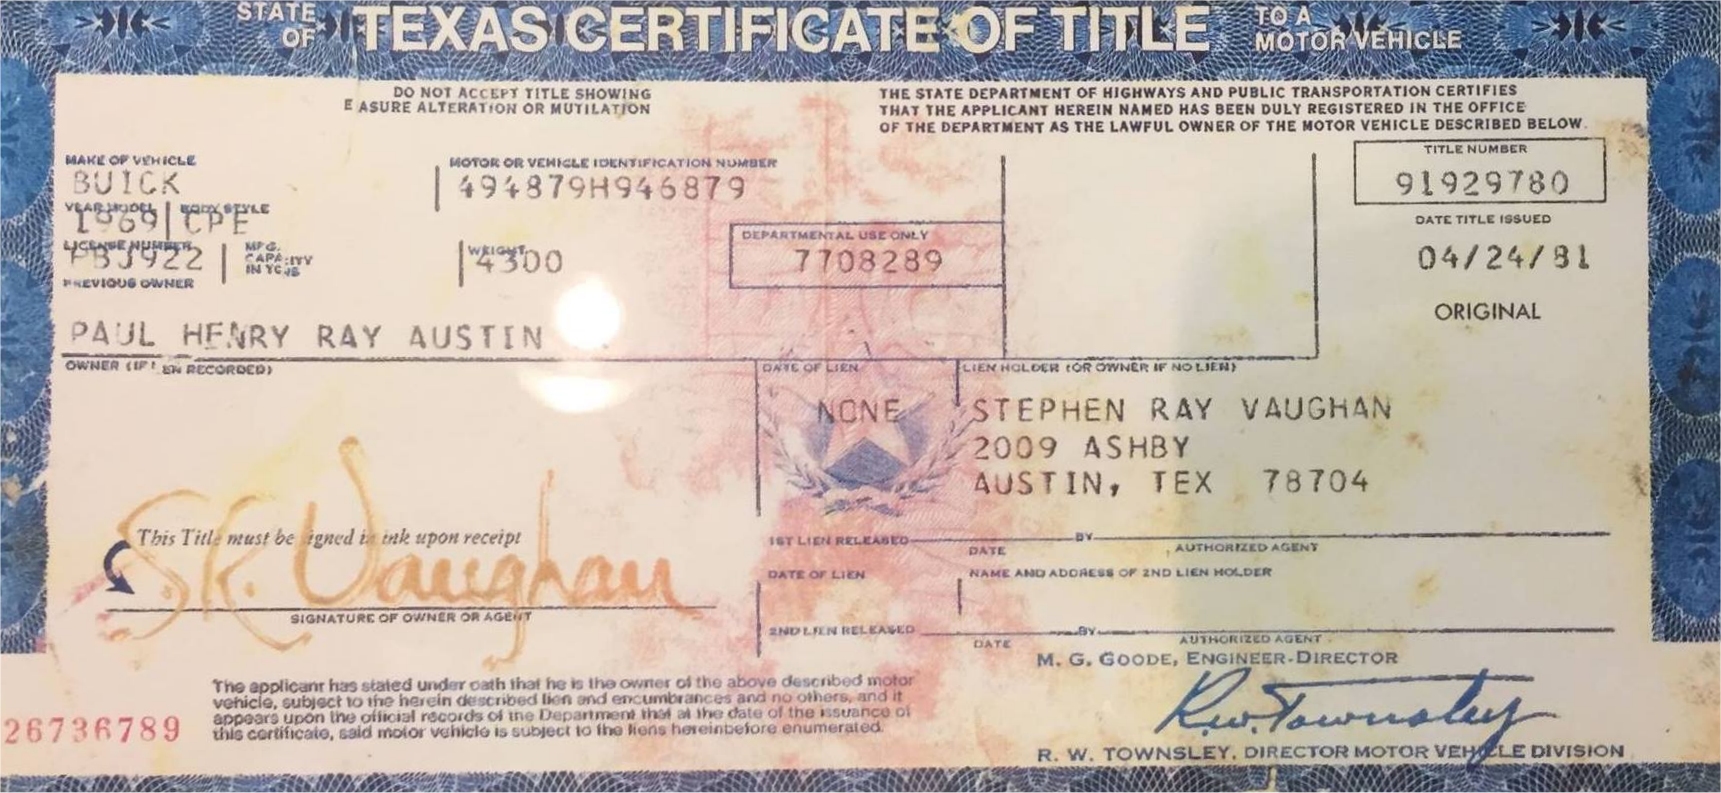 STATE OF TEXAS CERTIFICATE OF TITLE TO A MOTOR VEHICLE
DO NOT ACCEPT TITLE SHOWING
E ASURE ALTERATION OR MUTILATION
THE STATE DEPARTMENT OF HIGHWAYS AND PUBLIC TRANSPORTATION CERTIFIES
THAT THE APPLICANT HEREIN NAMED HAS BEEN DULY REGISTERED IN THE OFFICE
OF THE DEPARTMENT AS THE LAWFUL OWNER OF THE MOTOR VEHICLE DESCRIBED BELOW.
MAKE OF VEHICLE
BUICK
MOTOR OR VEHICLE IDENTIFICATION NUMBER
494879H946879
TITLE NUMBER
91929780
YEAR MODEL BODY STYLE
1969 CPE
DATE TITLE ISSUED
04/24/81
ORIGINAL
LICENSE NUMBER
PBJ922
MFG. CAPACITY IN TONS
WEIGHT
4300
DEPARTMENTAL USE ONLY
7708289
PREVIOUS OWNER
PAUL HENRY RAY AUSTIN
OWNER (IF EN RECORDED)
DATE OF LIEN
NONE
LIEN HOLDER (OR OWNER IF NO LIEN)
STEPHEN RAY VAUGHAN
2009 ASHBY
AUSTIN, TEX 78704
This Title must be signed in ink upon receipt
S.R. Vaughan
SIGNATURE OF OWNER OR AGENT
1ST LIEN RELEASED BY
DATE AUTHORIZED AGENT
DATE OF LIEN
NAME AND ADDRESS OF 2ND LIEN HOLDER
2ND LIEN RELEASED BY
DATE AUTHORIZED AGENT
M. G. GOODE, ENGINEER-DIRECTOR
R.W. Townsley
R. W. TOWNSLEY, DIRECTOR MOTOR VEHICLE DIVISION
The applicant has stated under oath that he is the owner of the above described motor
vehicle, subject to the herein described lien and encumbrances and no others, and it
appears upon the official records of the Department that at the date of the issuance of
this certificate, said motor vehicle is subject to the liens hereinbefore enumerated.
26736789